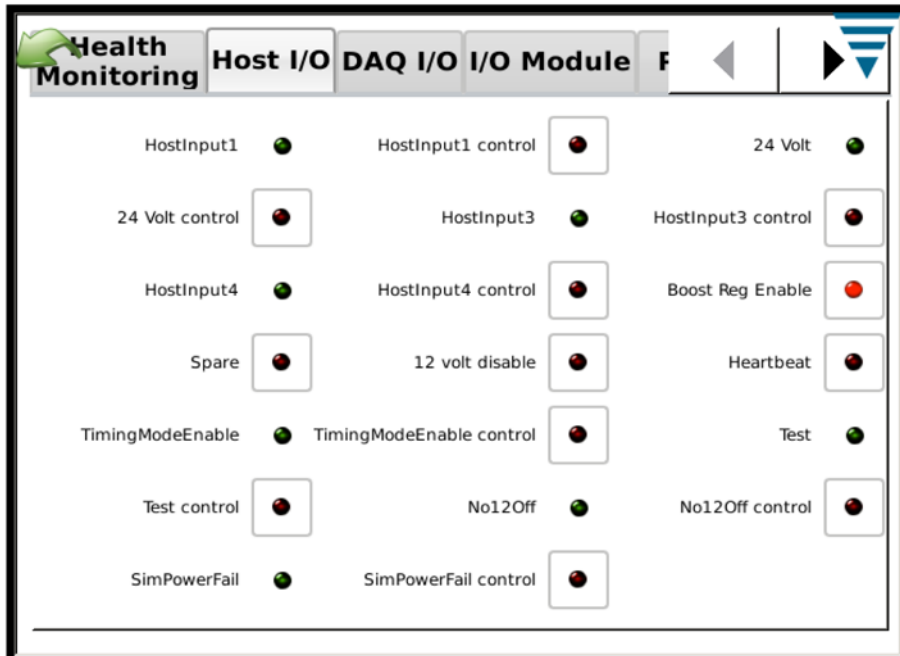 Health
Monitoring
Host I/O
DAQ I/O
I/O Module
HostInput1
HostInput1 control
24 Volt
24 Volt control
HostInput3
HostInput3 control
HostInput4
HostInput4 control
Boost Reg Enable
Spare
12 volt disable
Heartbeat
TimingModeEnable
TimingModeEnable control
Test
Test control
No12Off
No12Off control
SimPowerFail
SimPowerFail control